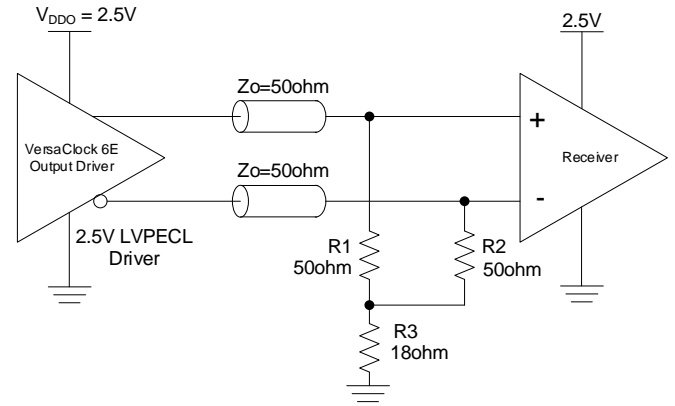 V_DDO = 2.5V
2.5V
Zo=50ohm
VersaClock 6E
Output Driver
+
Receiver
Zo=50ohm
-
2.5V LVPECL
Driver
R1
50ohm
R2
50ohm
R3
18ohm